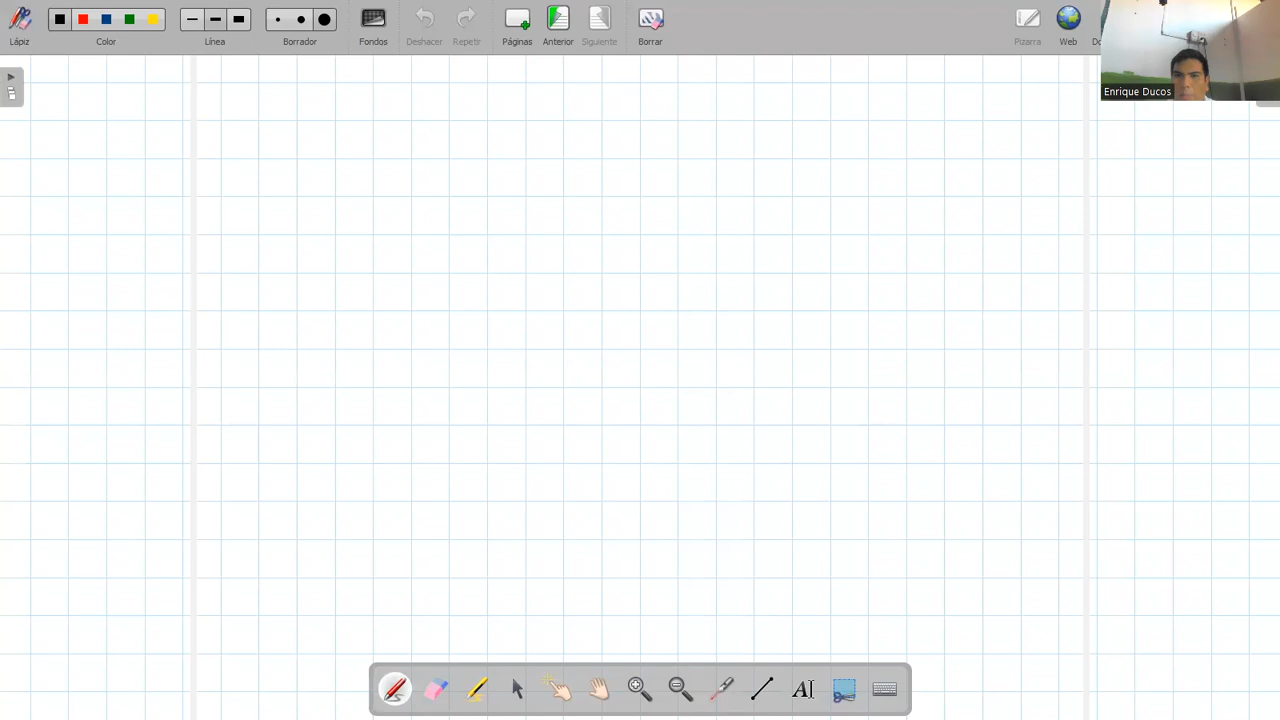 Lápiz Color Línea Borrador Fondos Deshacer Repetir Páginas Anterior Siguiente Borrar Pizarra Web
Enrique Ducos
A